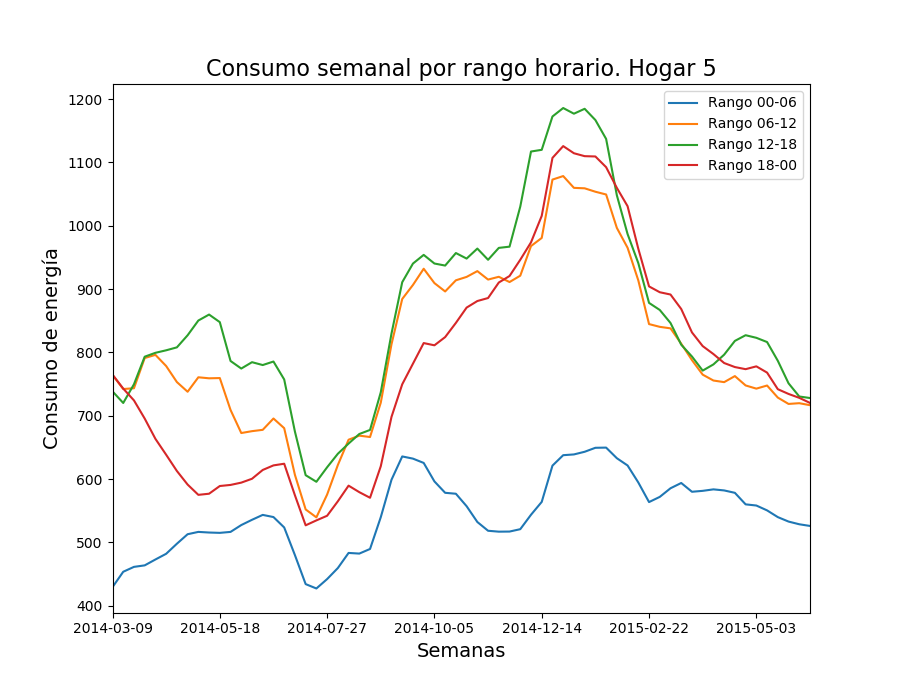 Consumo semanal por rango horario. Hogar 5
Rango 00-06
Rango 06-12
Rango 12-18
Rango 18-00
Consumo de energía
1200
1100
1000
900
800
700
600
500
400
2014-03-09
2014-05-18
2014-07-27
2014-10-05
2014-12-14
2015-02-22
2015-05-03
Semanas